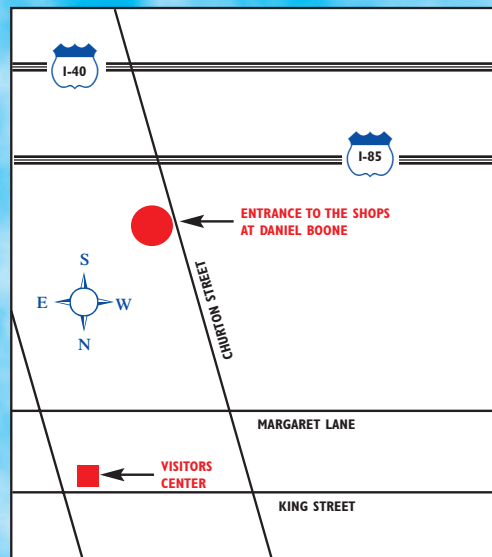 I-40
I-85
ENTRANCE TO THE SHOPS
AT DANIEL BOONE
CHURTON STREET
S
E
W
N
MARGARET LANE
VISITORS
CENTER
KING STREET